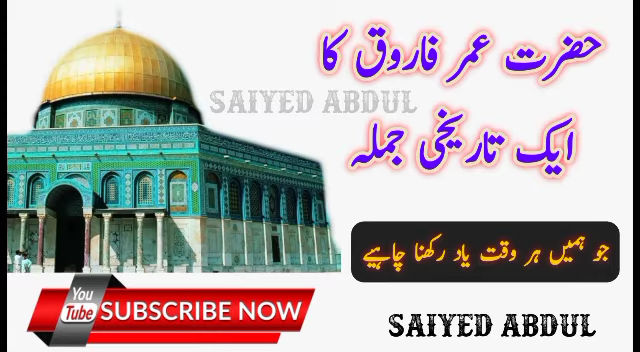 حضرت عمر فاروق کا
SAIYED ABDUL
ایک تاریخی جملہ
جو ہمیں ہر وقت یاد رکھنا چاہیے
You
Tube SUBSCRIBE NOW
SAIYED ABDUL